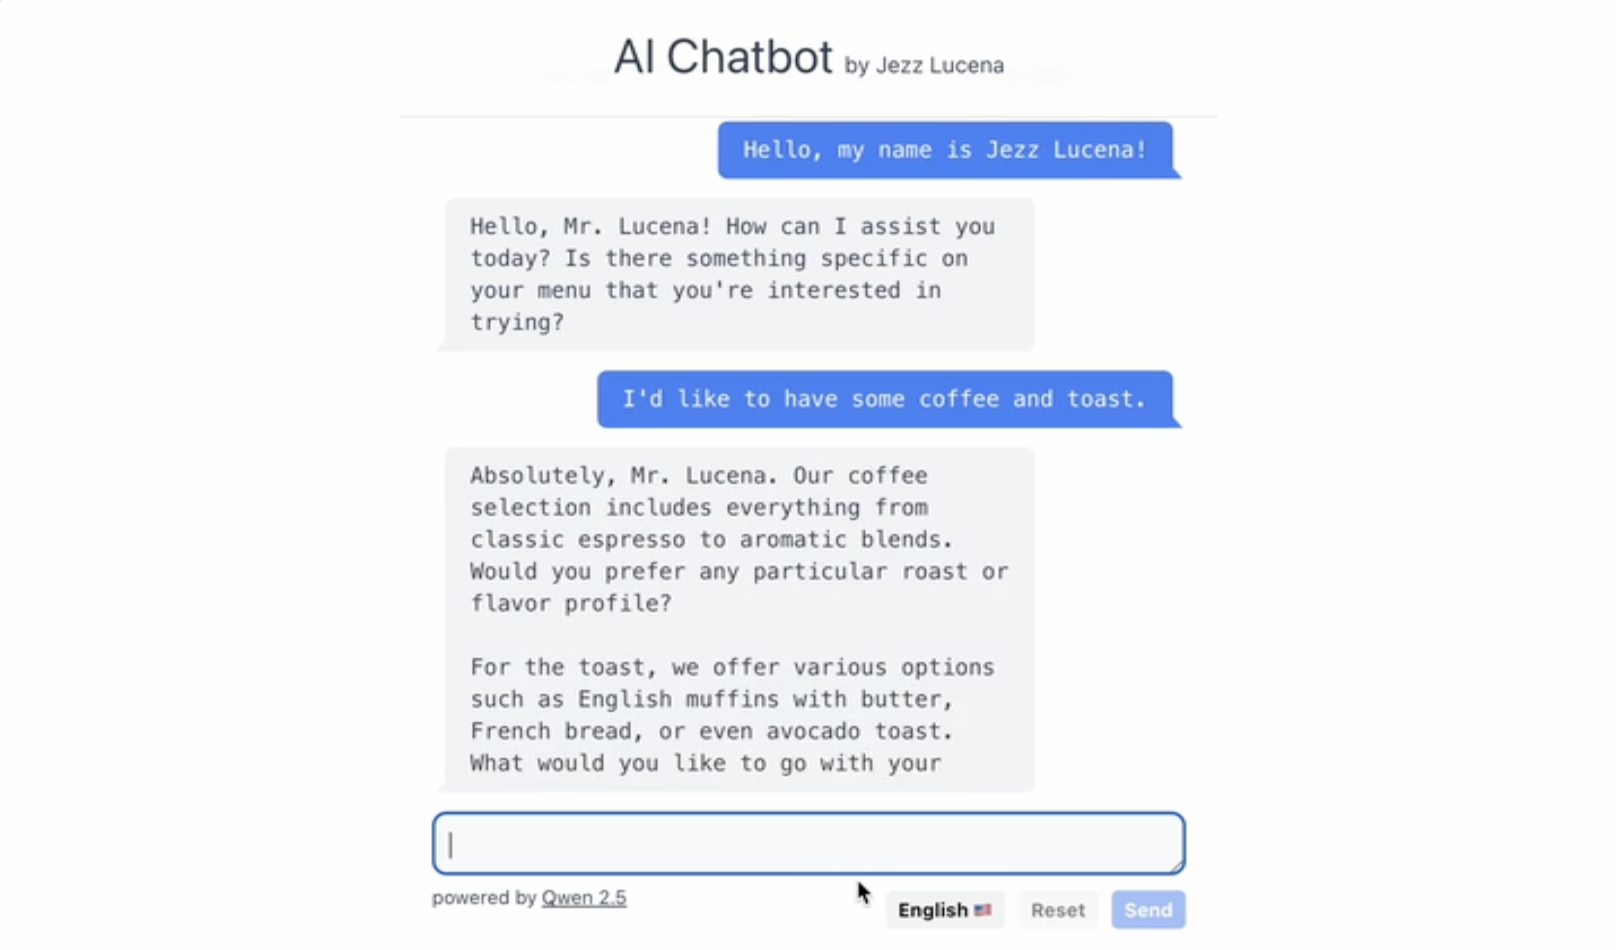 AI Chatbot by Jezz Lucena
Hello, my name is Jezz Lucena!
Hello, Mr. Lucena! How can I assist you
today? Is there something specific on
your menu that you're interested in
trying?
I'd like to have some coffee and toast.
Absolutely, Mr. Lucena. Our coffee
selection includes everything from
classic espresso to aromatic blends.
Would you prefer any particular roast or
flavor profile?
For the toast, we offer various options
such as English muffins with butter,
French bread, or even avocado toast.
What would you like to go with your
powered by Qwen 2.5
English 🇺🇸
Reset
Send